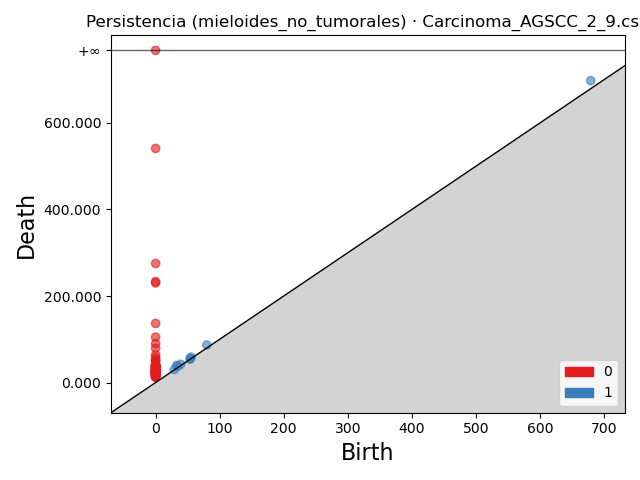 Persistencia (mieloides_no_tumorales) · Carcinoma_AGSCC_2_9.cs
+∞
600.000
400.000
200.000
0.000
Death
0 100 200 300 400 500 600 700
Birth
0
1